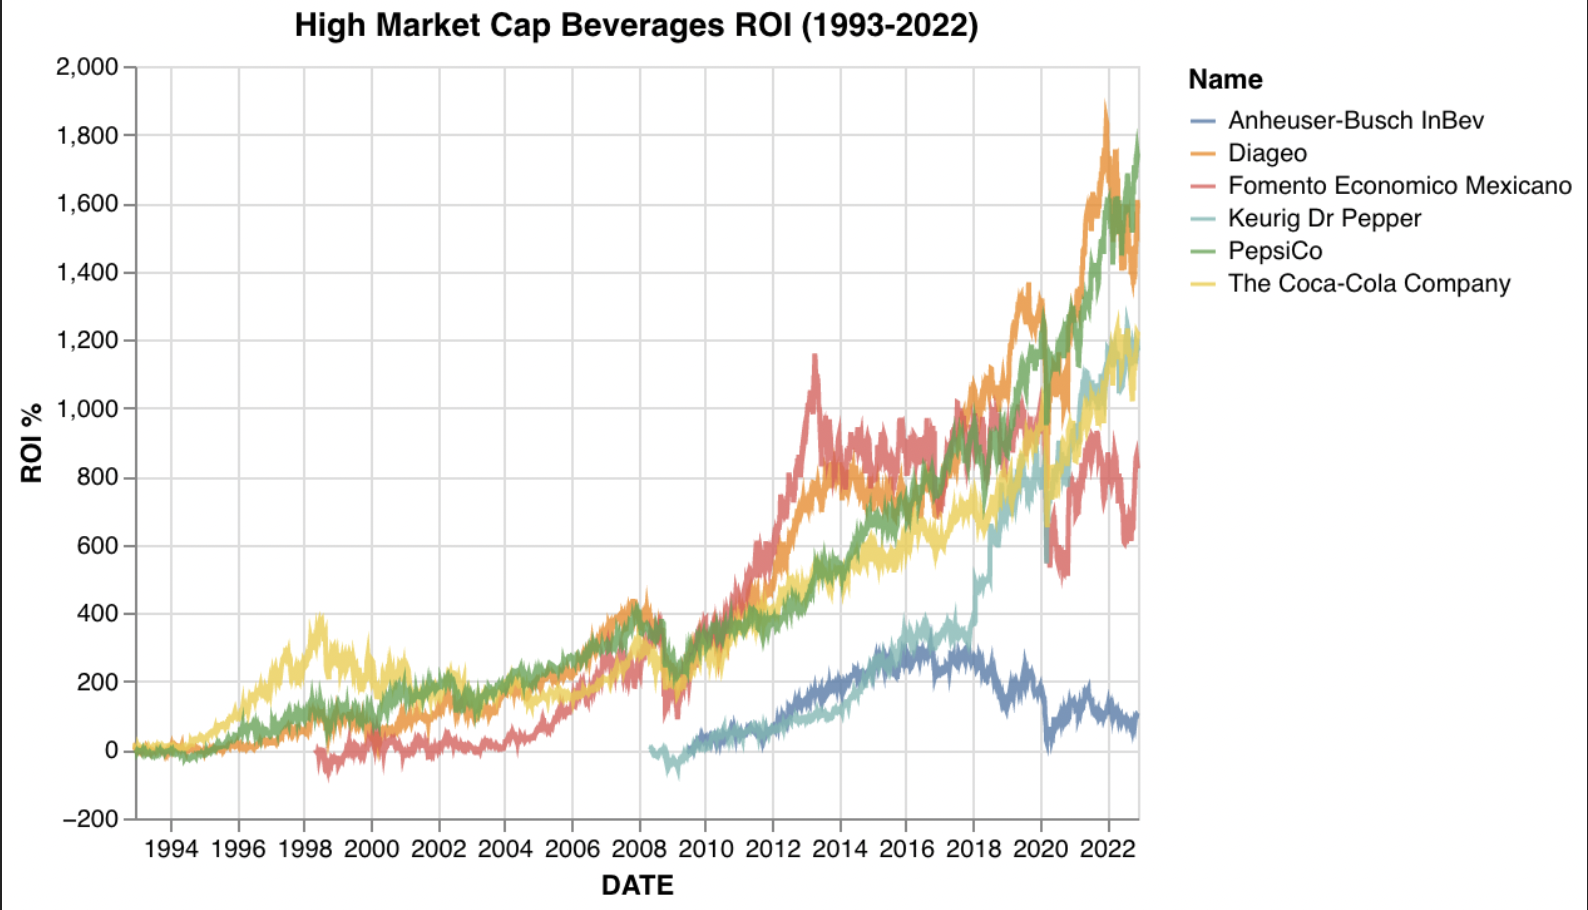 High Market Cap Beverages ROI (1993-2022)
2,000
1,800
1,600
1,400
1,200
1,000
800
600
400
200
0
−200
ROI %
1994 1996 1998 2000 2002 2004 2006 2008 2010 2012 2014 2016 2018 2020 2022
DATE
Name
Anheuser-Busch InBev
Diageo
Fomento Economico Mexicano
Keurig Dr Pepper
PepsiCo
The Coca-Cola Company